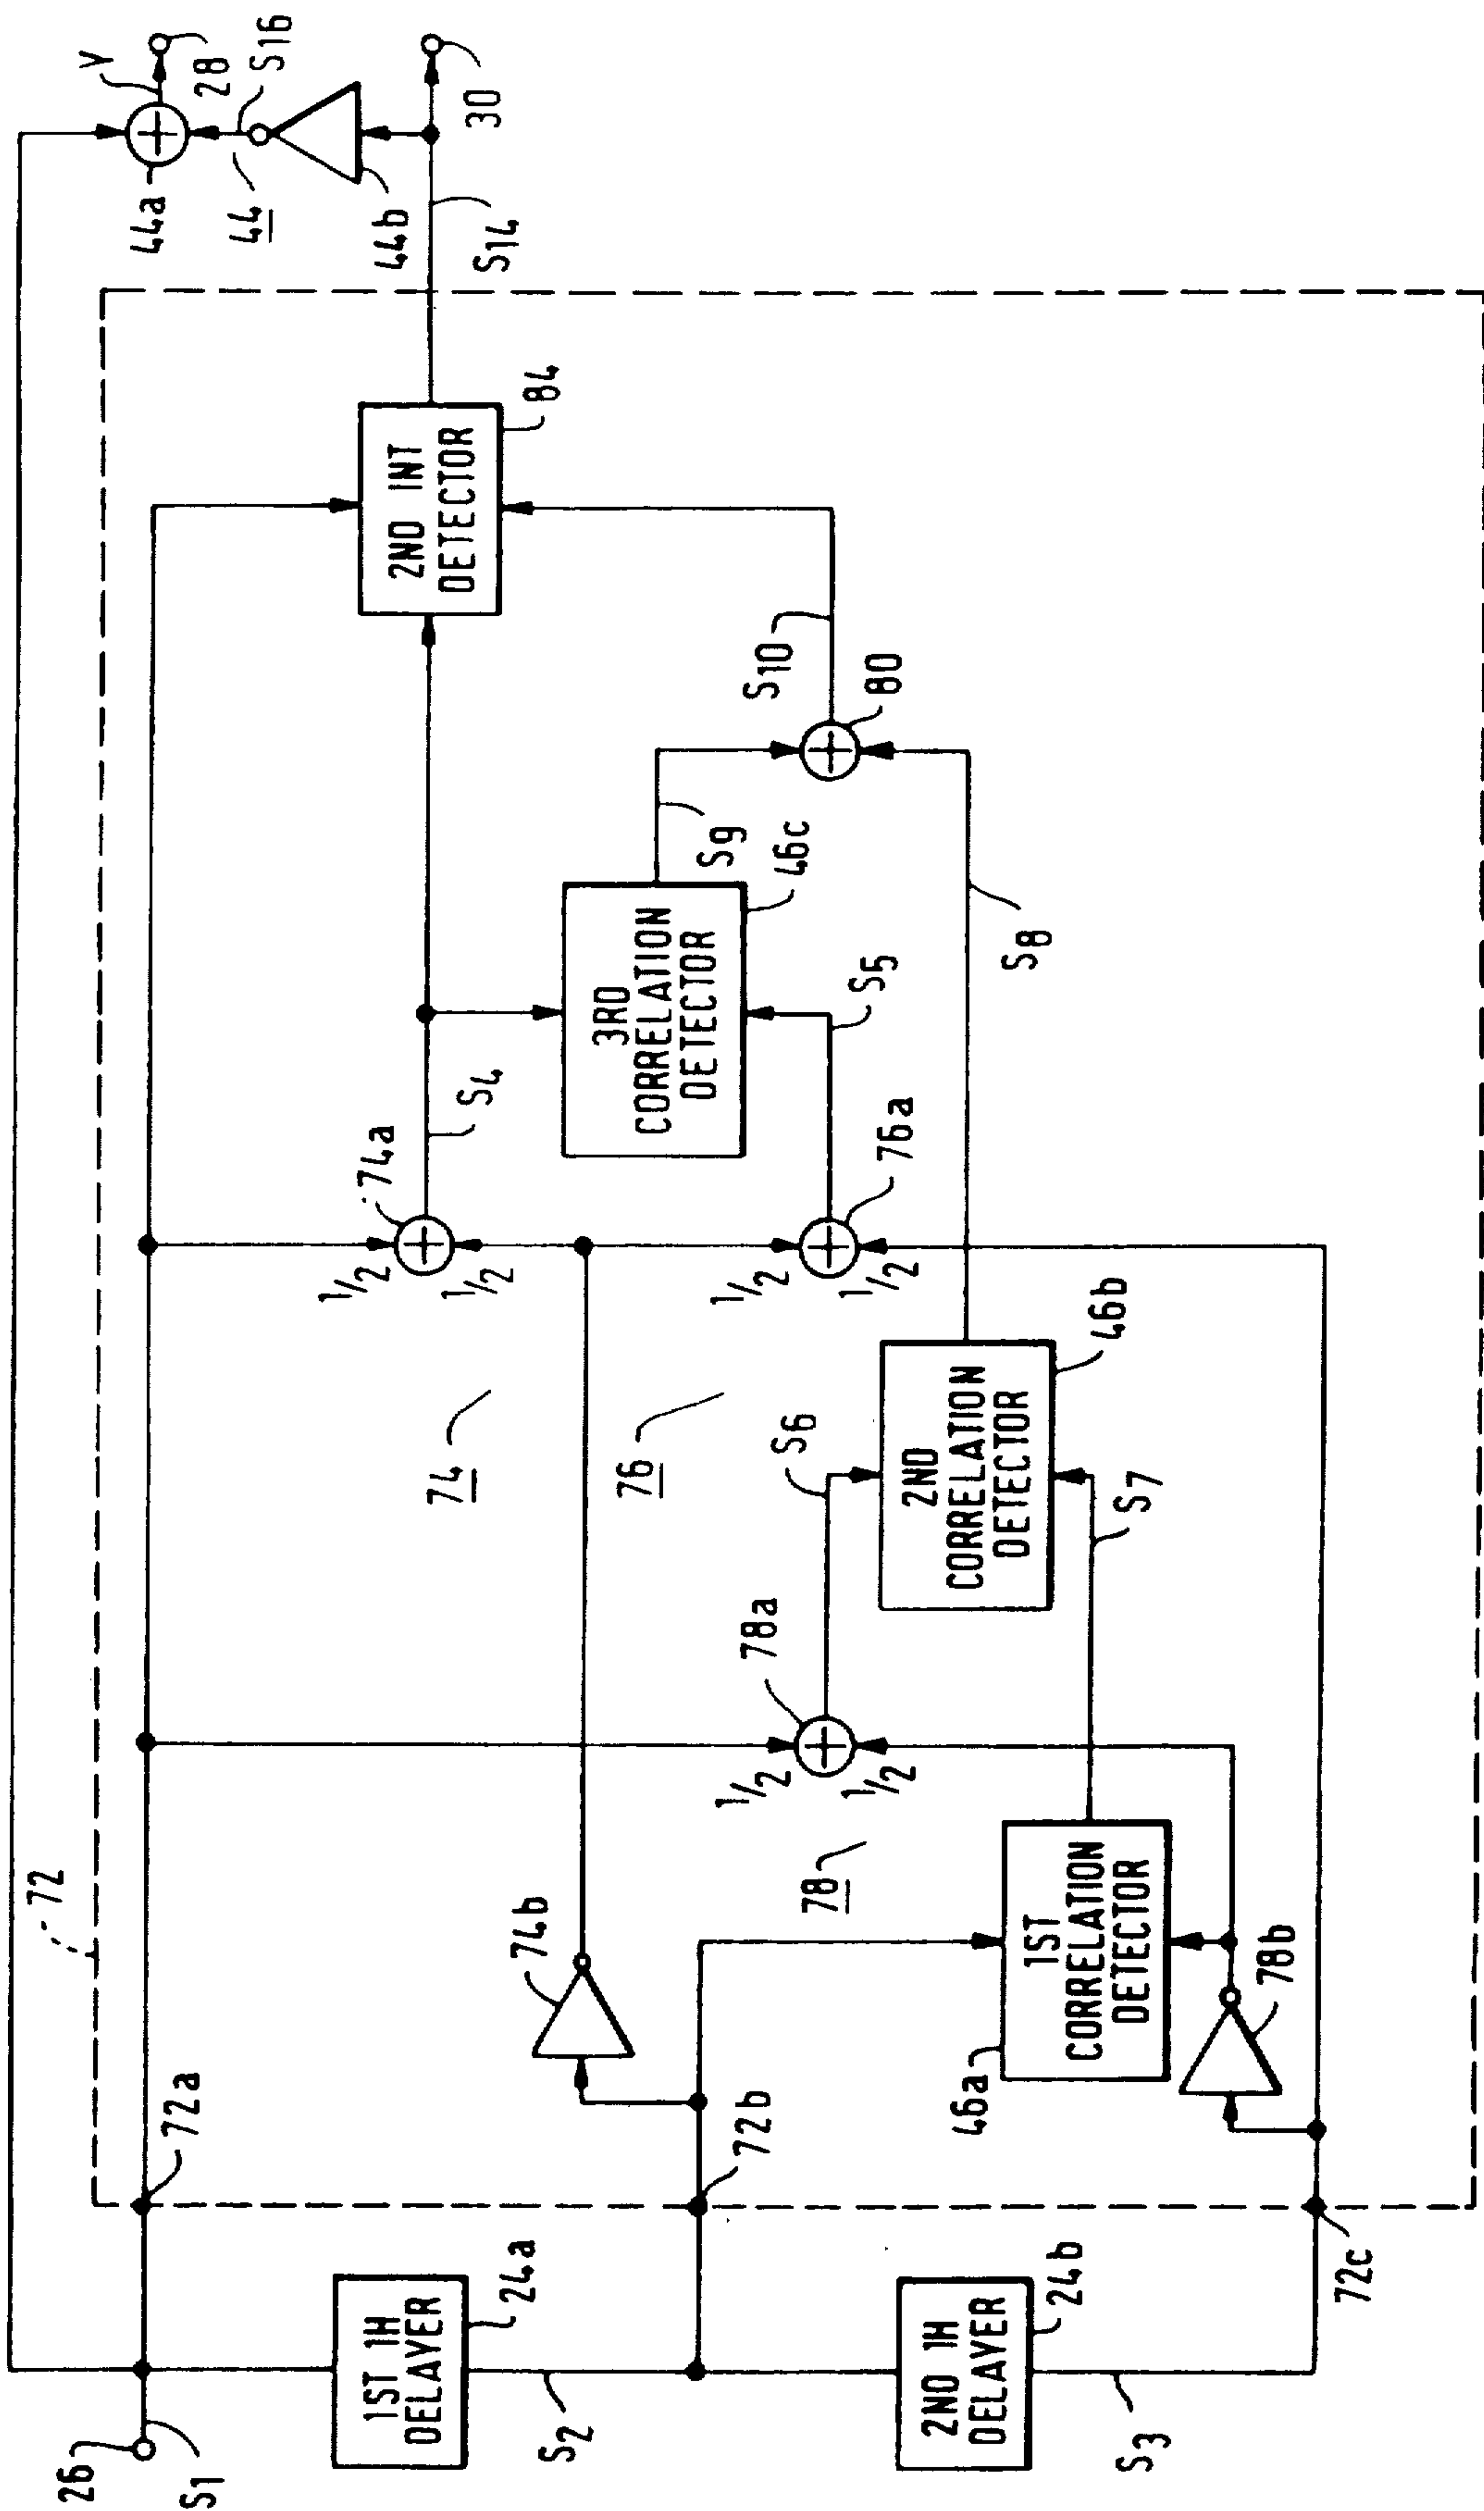 26
S1
1ST 1H
DELAYER
24a
S2
2ND 1H
DELAYER
24b
S3
72
72a
72b
72c
74b
78b
1ST
CORRELATION
DETECTOR
46a
78
78a
1/2
1/2
S6
S7
2ND
CORRELATION
DETECTOR
46b
74
76
74a
1/2
1/2
76a
1/2
1/2
S4
S5
3RD
CORRELATION
DETECTOR
46c
S8
S9
S10
80
2ND INT
DETECTOR
84
S14
44
44a
44b
S16
Y
28
30